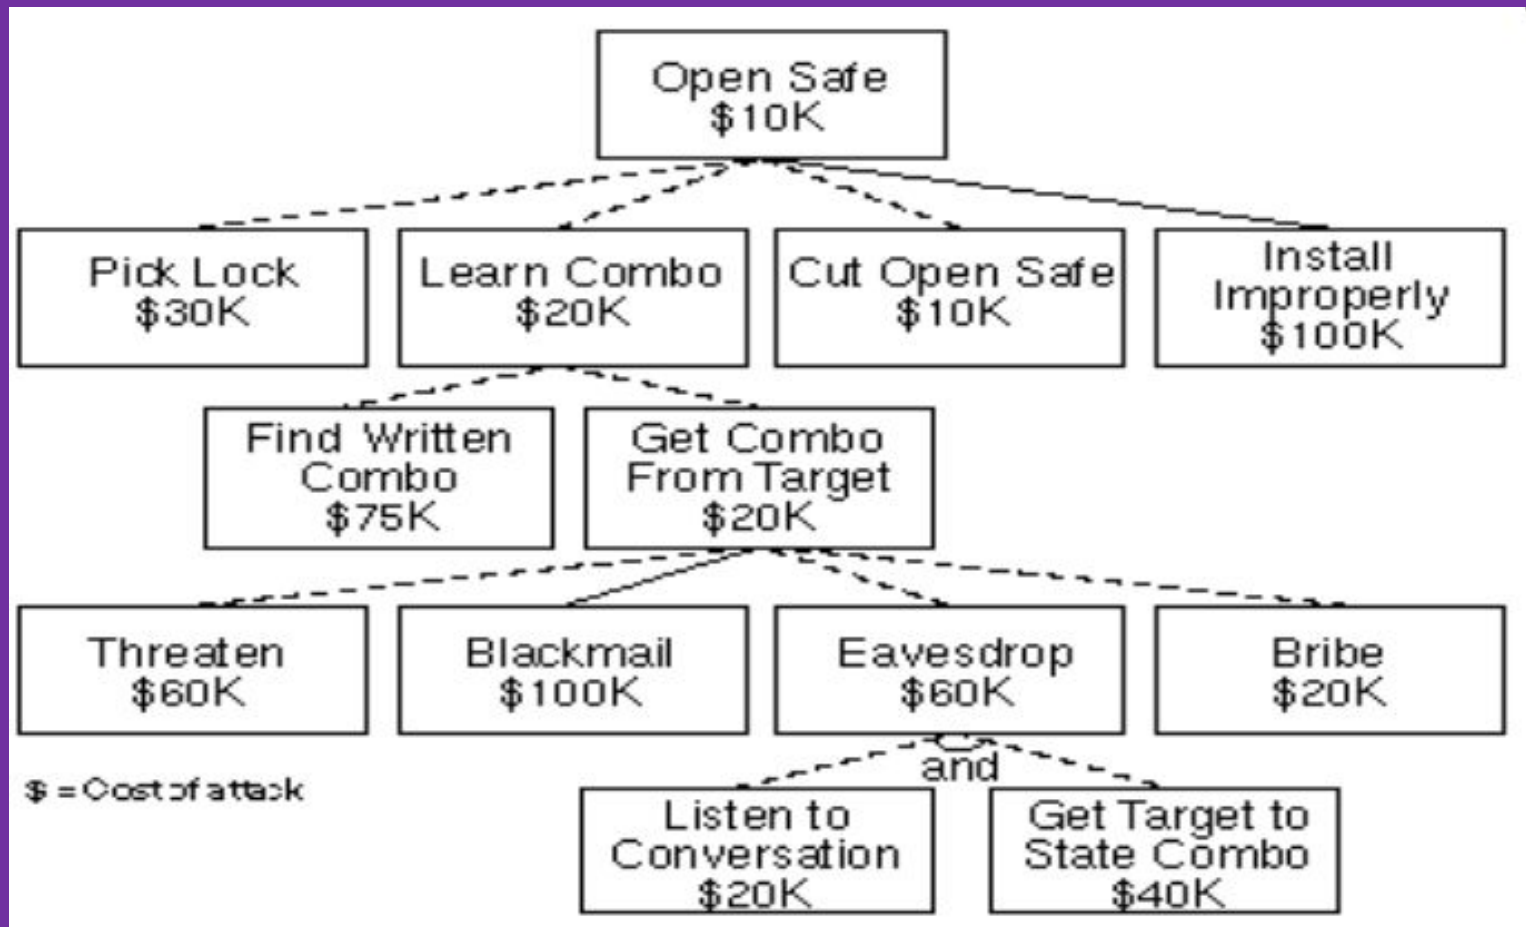 Open Safe
$10K
Pick Lock
$30K
Learn Combo
$20K
Cut Open Safe
$10K
Install
Improperly
$100K
Find Written
Combo
$75K
Get Combo
From Target
$20K
Threaten
$60K
Blackmail
$100K
Eavesdrop
$60K
Bribe
$20K
and
$ = Cost of attack
Listen to
Conversation
$20K
Get Target to
State Combo
$40K